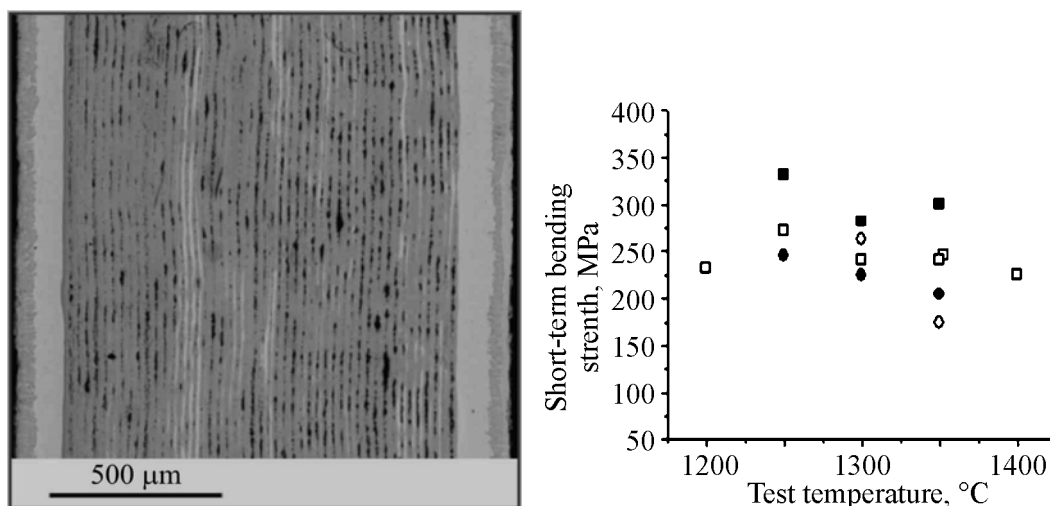 500 µm
Short-term bending
strenth, MPa
400
350
300
250
200
150
100
50
1200
1300
1400
Test temperature, °C